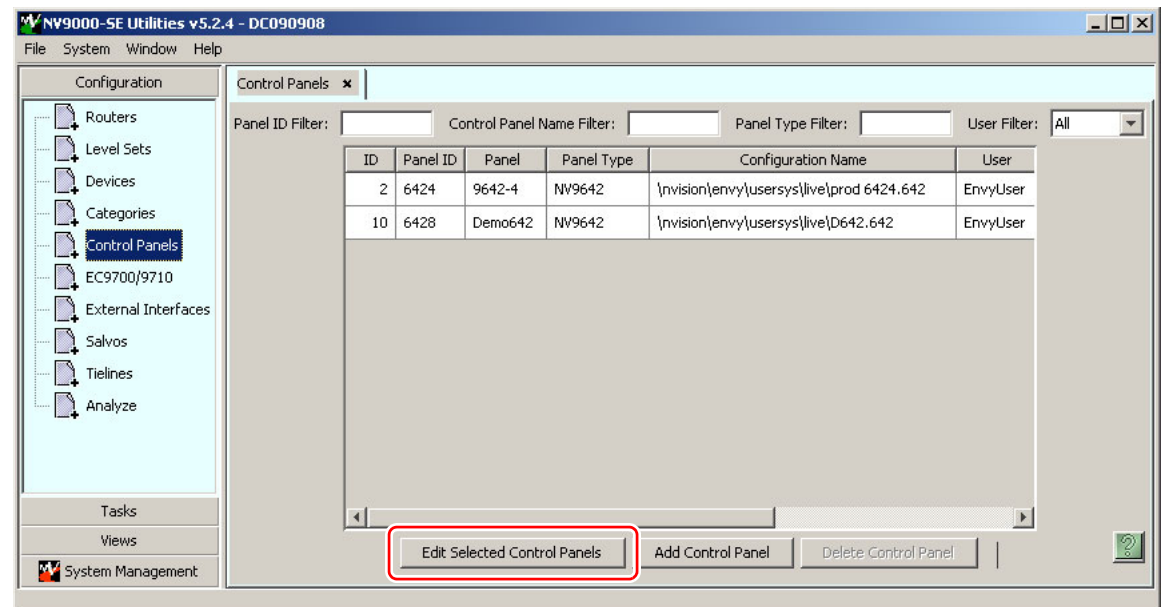 NV9000-SE Utilities v5.2.4 - DC090908
File System Window Help
Configuration
Routers
Level Sets
Devices
Categories
Control Panels
EC9700/9710
External Interfaces
Salvos
Tielines
Analyze
Tasks
Views
System Management
Control Panels
Panel ID Filter: Control Panel Name Filter: Panel Type Filter: User Filter: All
ID Panel ID Panel Panel Type Configuration Name User
2 6424 9642-4 NV9642 \nvision\envy\usersys\live\prod 6424.642 EnvyUser
10 6428 Demo642 NV9642 \nvision\envy\usersys\live\D642.642 EnvyUser
Edit Selected Control Panels Add Control Panel Delete Control Panel